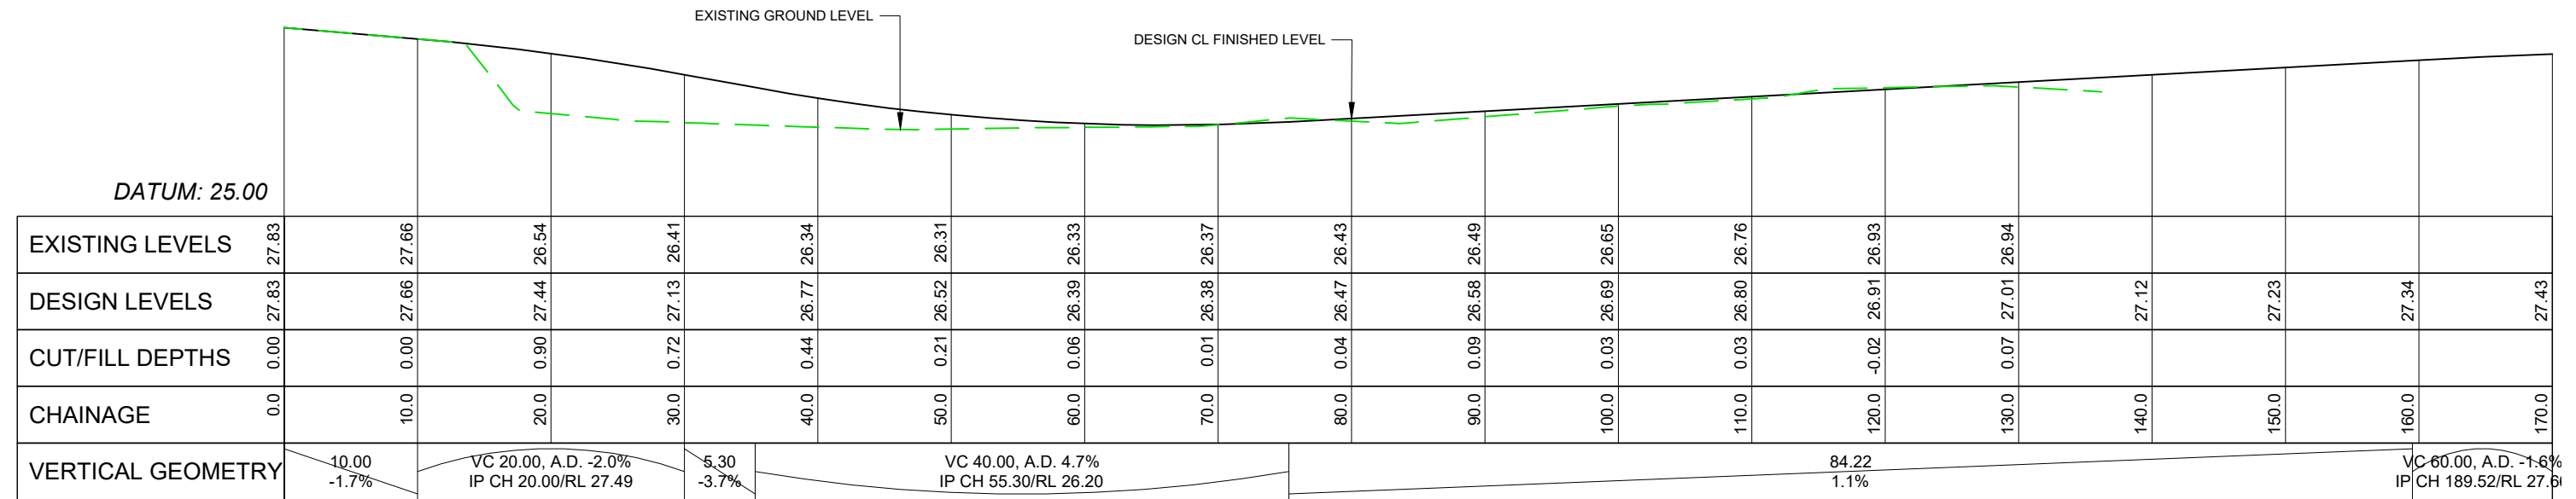 EXISTING GROUND LEVEL
DESIGN CL FINISHED LEVEL
DATUM: 25.00
EXISTING LEVELS 27.83 27.66 26.54 26.41 26.34 26.31 26.33 26.37 26.43 26.49 26.65 26.76 26.93 26.94
DESIGN LEVELS 27.83 27.66 27.44 27.13 26.77 26.52 26.39 26.38 26.47 26.58 26.69 26.80 26.91 27.01 27.12 27.23 27.34 27.43
CUT/FILL DEPTHS 0.00 0.00 0.90 0.72 0.44 0.21 0.06 0.01 0.04 0.09 0.03 0.03 -0.02 0.07
CHAINAGE 0.0 10.0 20.0 30.0 40.0 50.0 60.0 70.0 80.0 90.0 100.0 110.0 120.0 130.0 140.0 150.0 160.0 170.0
VERTICAL GEOMETRY
10.00
-1.7%
VC 20.00, A.D. -2.0%
IP CH 20.00/RL 27.49
5.30
-3.7%
VC 40.00, A.D. 4.7%
IP CH 55.30/RL 26.20
84.22
1.1%
VC 60.00, A.D. -1.6%
IP CH 189.52/RL